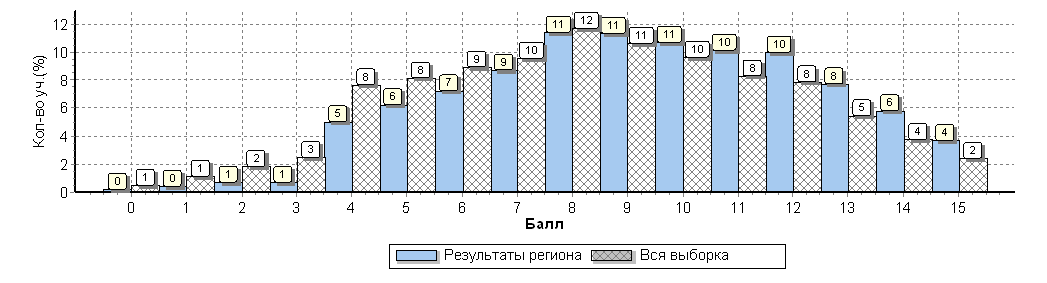 Кол-во уч.(%)
12
10
8
6
4
2
0
0 1 0 1 1 2 1 3 5 8 6 8 7 9 9 10 11 12 11 11 11 10 10 8 10 8 8 5 6 4 4 2
0 1 2 3 4 5 6 7 8 9 10 11 12 13 14 15
Балл
Результаты региона Вся выборка